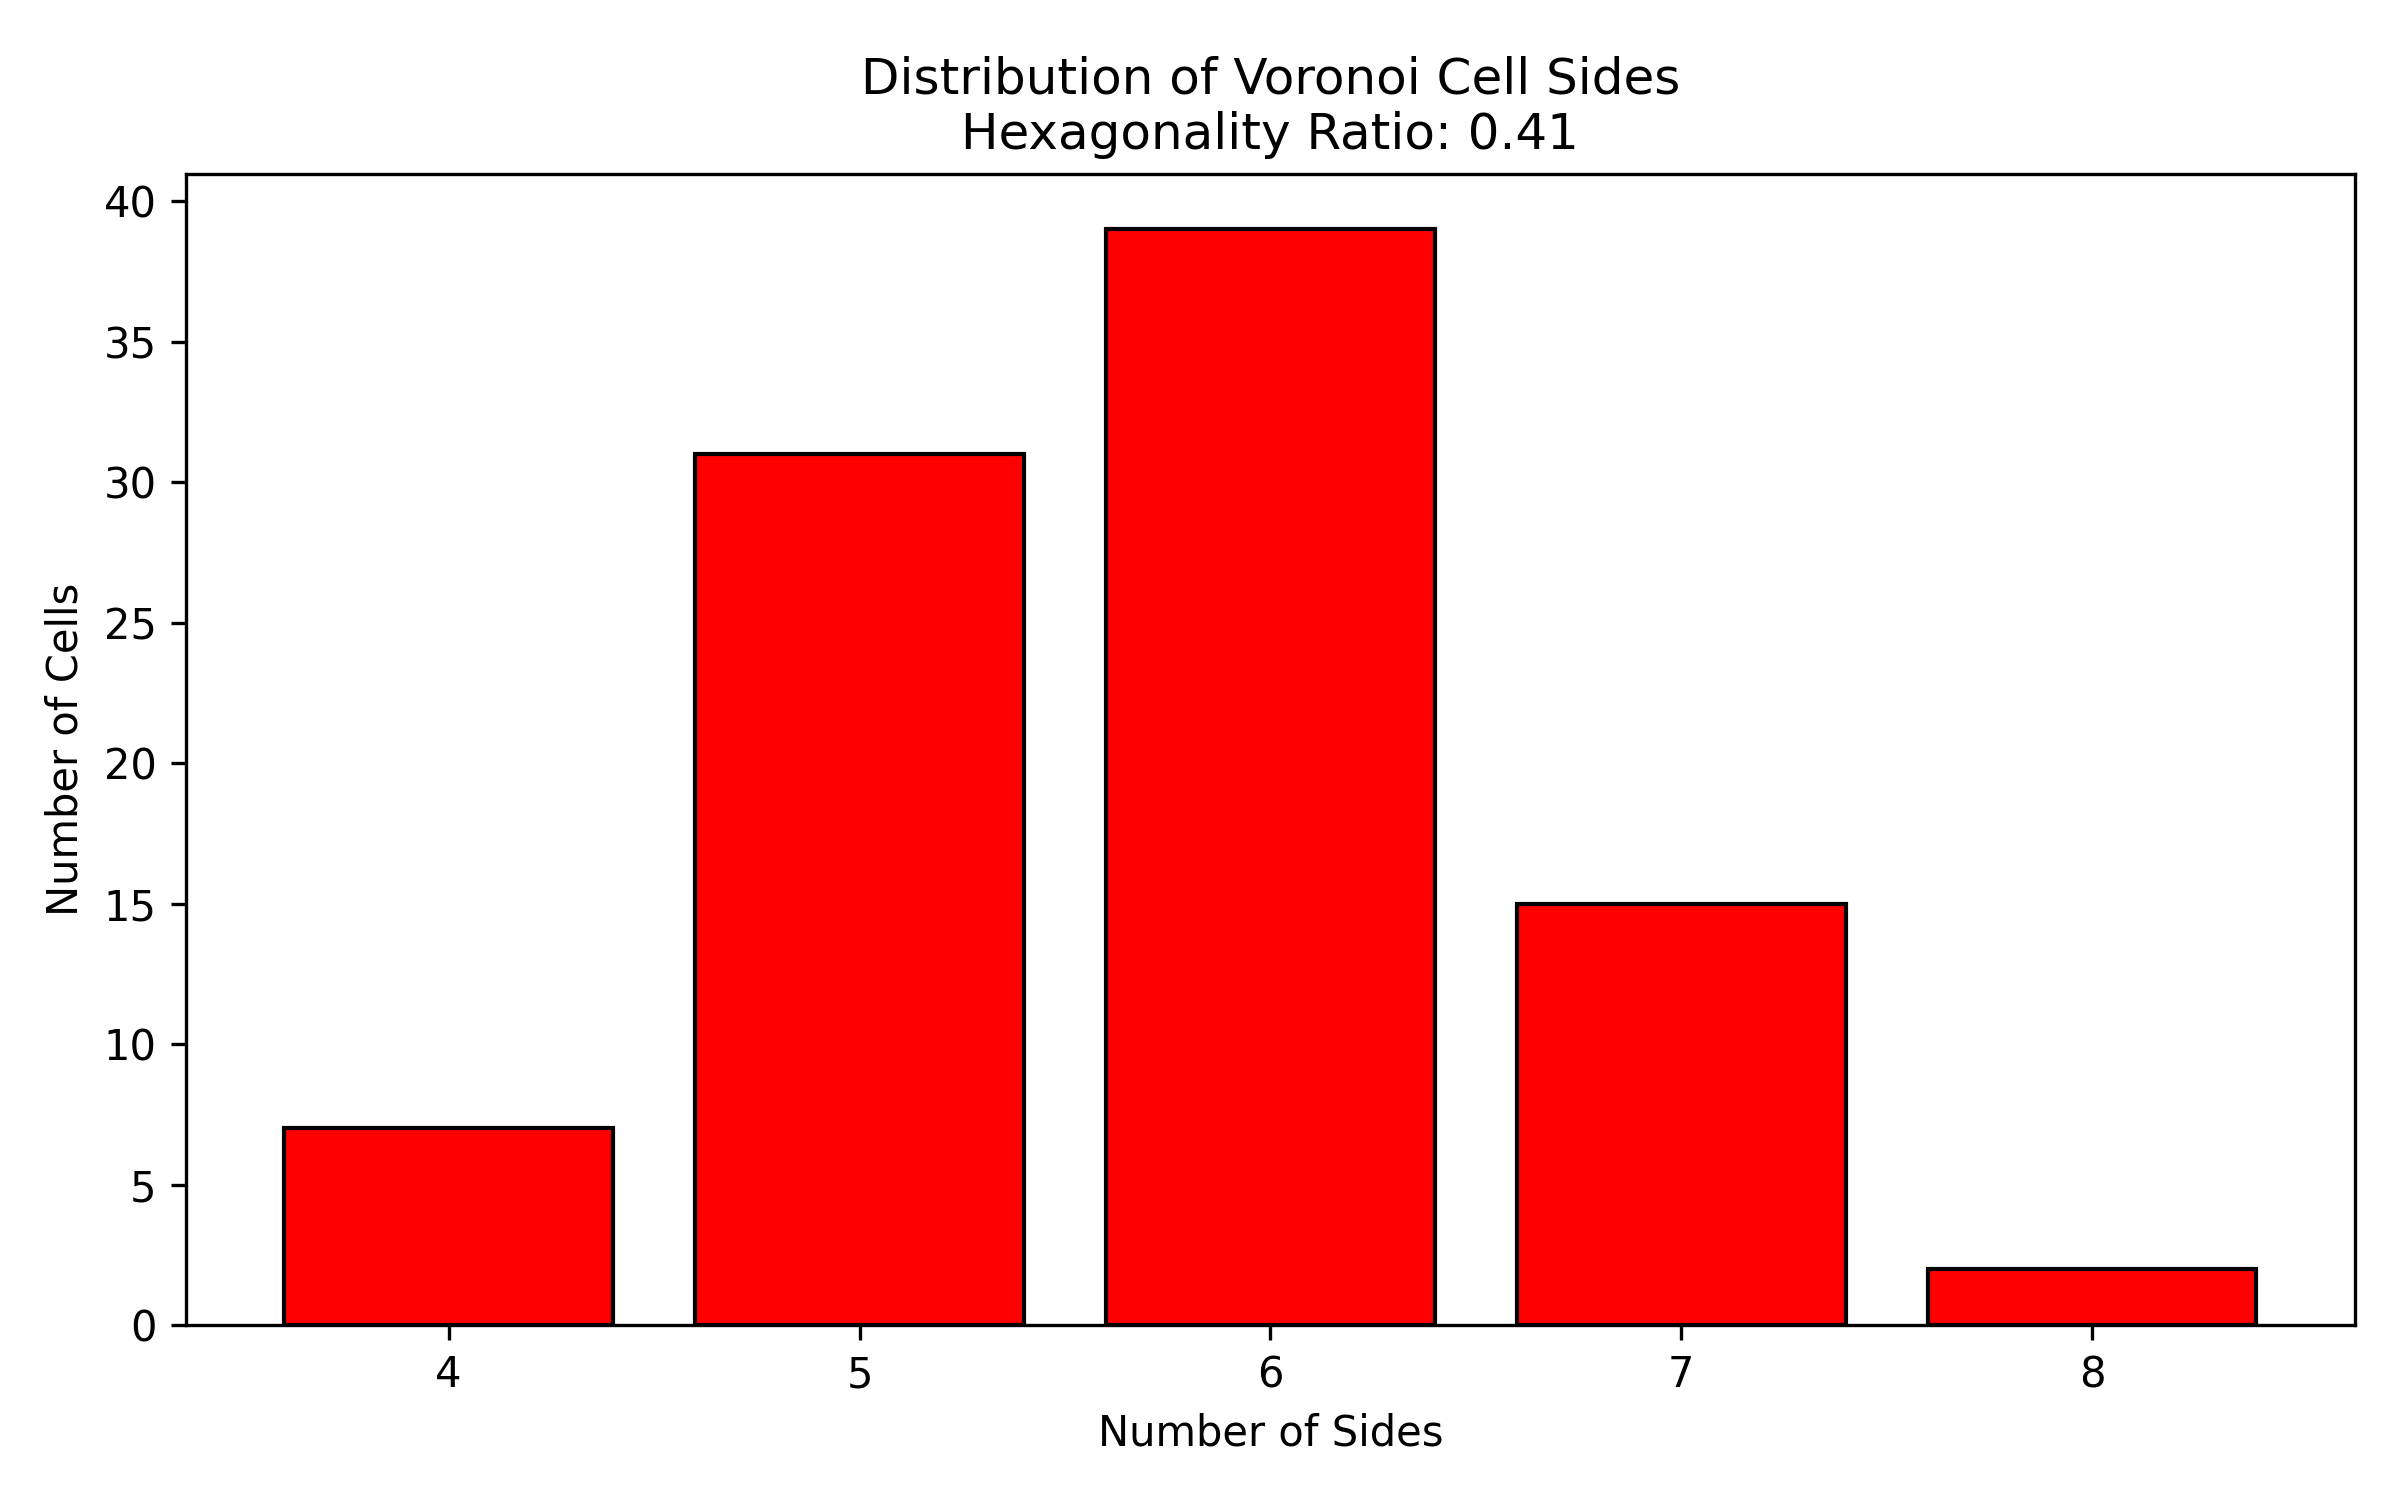 Distribution of Voronoi Cell Sides
Hexagonality Ratio: 0.41
40
35
30
25
20
15
10
5
0
Number of Cells
4 5 6 7 8
Number of Sides